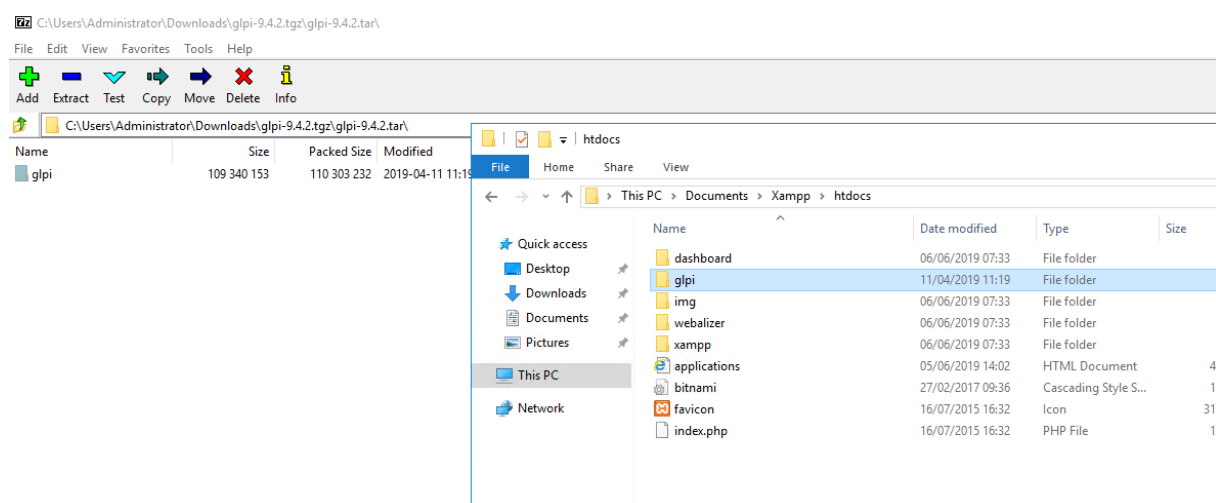 C:\Users\Administrator\Downloads\glpi-9.4.2.tgz\glpi-9.4.2.tar\
File Edit View Favorites Tools Help
Add Extract Test Copy Move Delete Info
C:\Users\Administrator\Downloads\glpi-9.4.2.tgz\glpi-9.4.2.tar\
Name Size Packed Size Modified
glpi 109 340 153 110 303 232 2019-04-11 11:19
htdocs
File Home Share View
This PC > Documents > Xampp > htdocs
Quick access
Desktop
Downloads
Documents
Pictures
This PC
Network
Name Date modified Type Size
dashboard 06/06/2019 07:33 File folder
glpi 11/04/2019 11:19 File folder
img 06/06/2019 07:33 File folder
webalizer 06/06/2019 07:33 File folder
xampp 06/06/2019 07:33 File folder
applications 05/06/2019 14:02 HTML Document 4
bitnami 27/02/2017 09:36 Cascading Style S... 1
favicon 16/07/2015 16:32 Icon 31
index.php 16/07/2015 16:32 PHP File 1